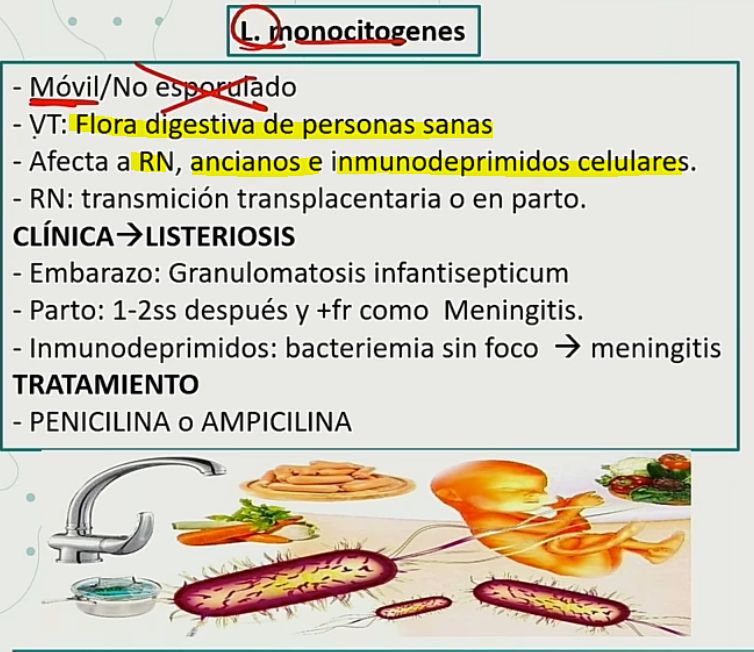 L. monocitogenes
- Móvil/No esporulado
- VT: Flora digestiva de personas sanas
- Afecta a RN, ancianos e inmunodeprimidos celulares.
- RN: transmición transplacentaria o en parto.
CLÍNICA→LISTERIOSIS
- Embarazo: Granulomatosis infantisepticum
- Parto: 1-2ss después y +fr como Meningitis.
- Inmunodeprimidos: bacteriemia sin foco → meningitis
TRATAMIENTO
- PENICILINA o AMPICILINA